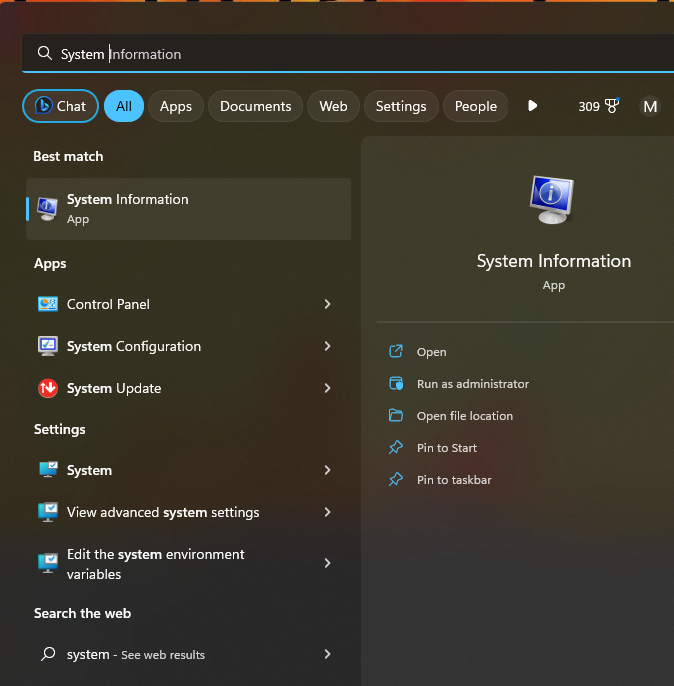 System Information
Chat
All
Apps
Documents
Web
Settings
People
309
M
Best match
System Information
App
Apps
Control Panel
System Configuration
System Update
Settings
System
View advanced system settings
Edit the system environment
variables
Search the web
system - See web results
System Information
App
Open
Run as administrator
Open file location
Pin to Start
Pin to taskbar